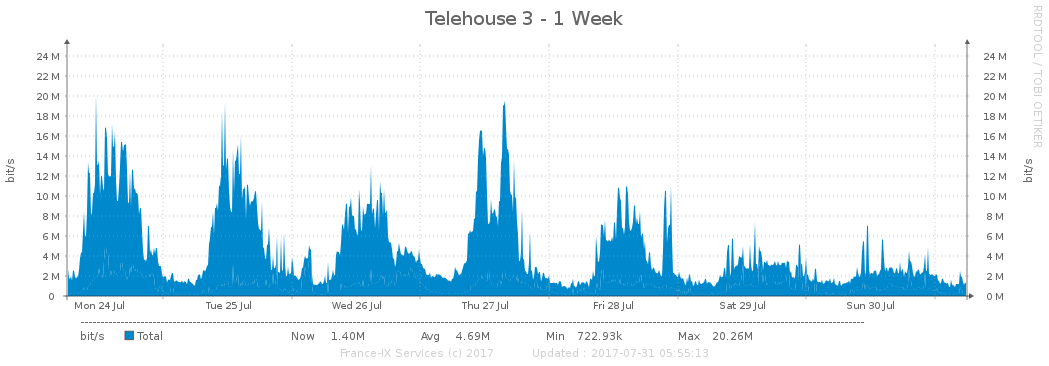 Telehouse 3 - 1 Week
RRDTOOL / TOBI OETIKER
bit/s
24 M 24 M
22 M 22 M
20 M 20 M
18 M 18 M
16 M 16 M
14 M 14 M
12 M 12 M
10 M 10 M
8 M 8 M
6 M 6 M
4 M 4 M
2 M 2 M
0 0 M
bit/s
Mon 24 Jul Tue 25 Jul Wed 26 Jul Thu 27 Jul Fri 28 Jul Sat 29 Jul Sun 30 Jul
bit/s Total Now 1.40M Avg 4.69M Min 722.93k Max 20.26M
France-IX Services (c) 2017 Updated : 2017-07-31 05:55:13